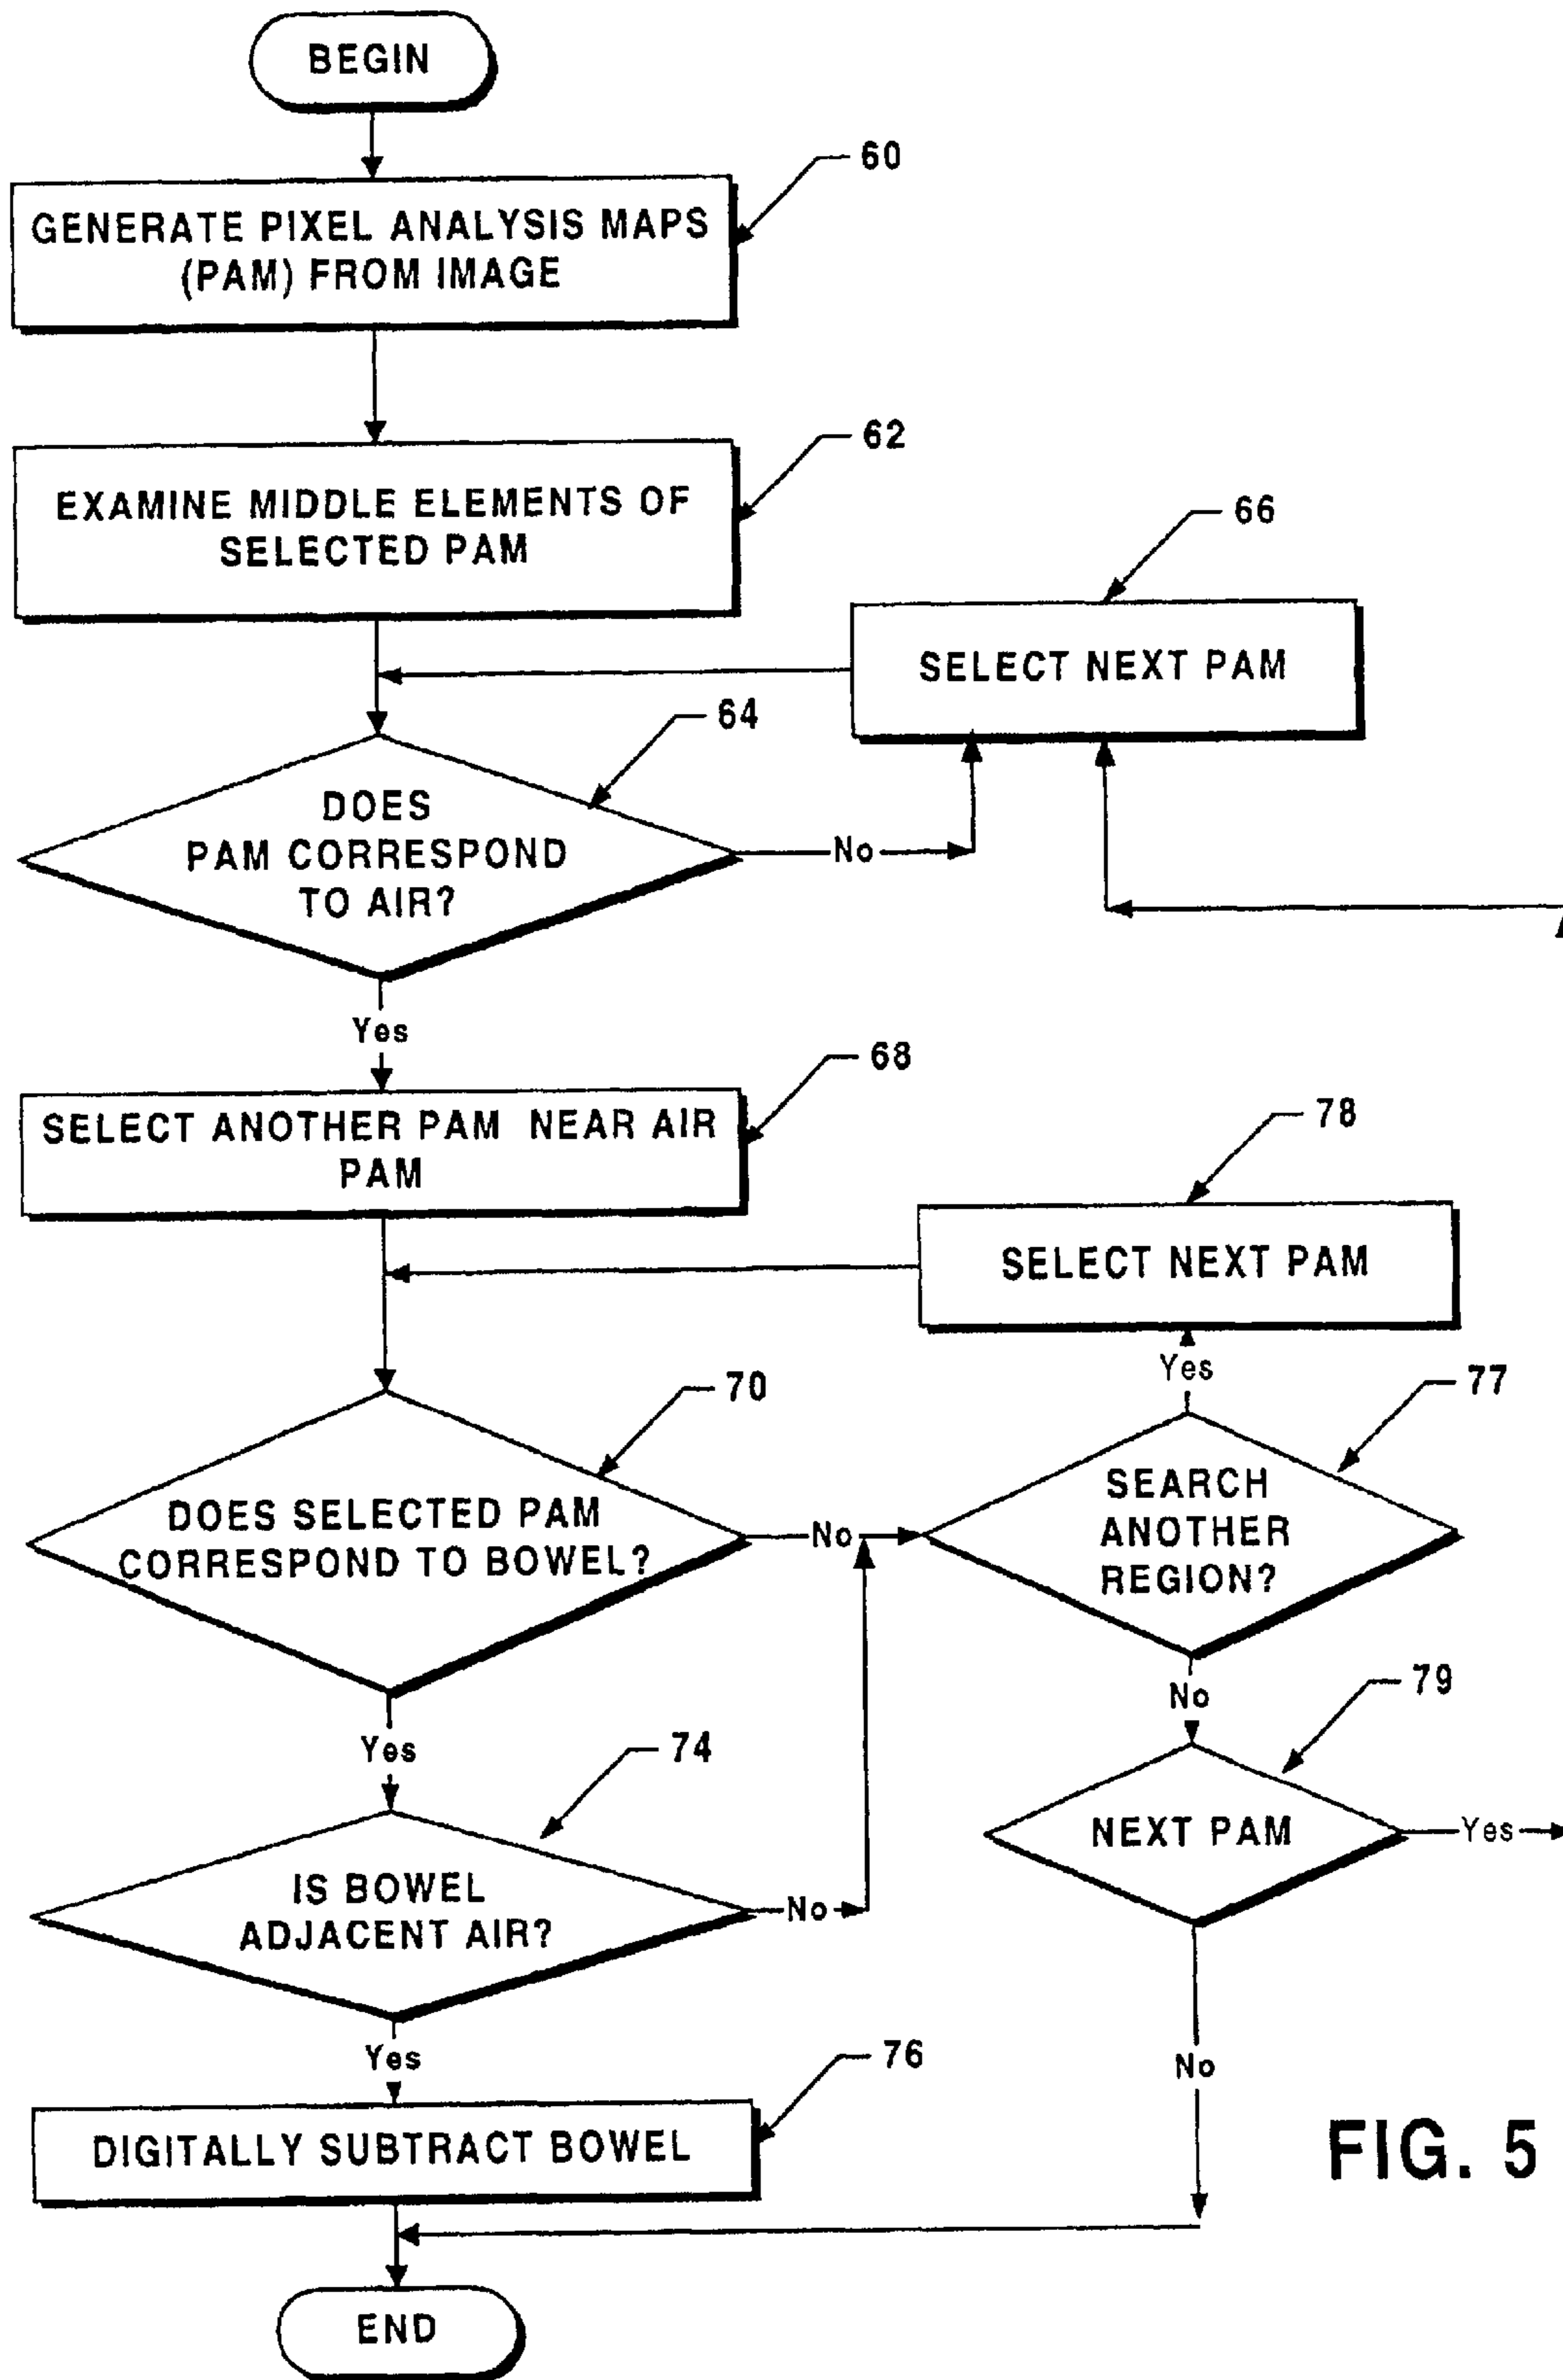 BEGIN
60
GENERATE PIXEL ANALYSIS MAPS
(PAM) FROM IMAGE
62
EXAMINE MIDDLE ELEMENTS OF
SELECTED PAM
66
SELECT NEXT PAM
64
DOES
PAM CORRESPOND
TO AIR?
No
Yes
68
SELECT ANOTHER PAM NEAR AIR
PAM
78
SELECT NEXT PAM
Yes
70
77
DOES SELECTED PAM
CORRESPOND TO BOWEL?
No
SEARCH
ANOTHER
REGION?
No
79
Yes
74
NEXT PAM
Yes
IS BOWEL
ADJACENT AIR?
No
Yes
No
76
DIGITALLY SUBTRACT BOWEL
FIG. 5
END